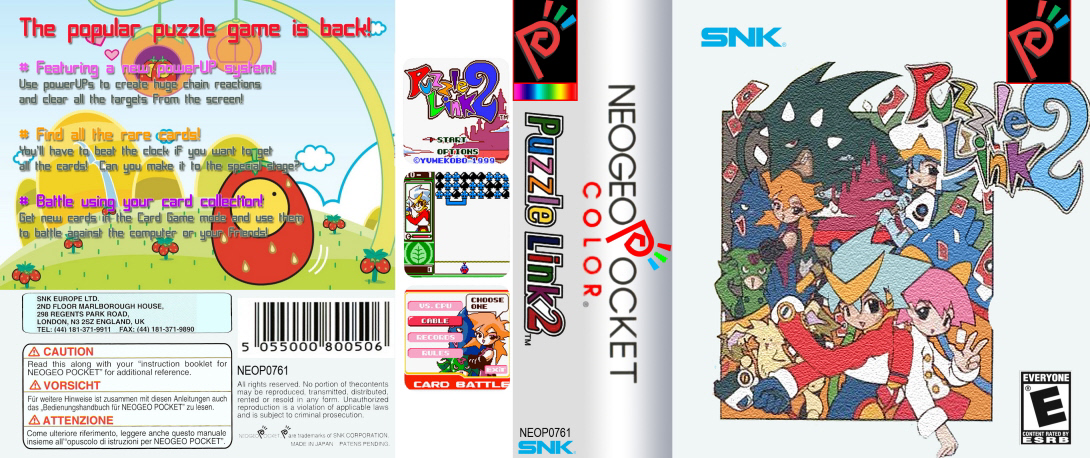 The popular puzzle game is back!
# Featuring a new powerUP system!
Use powerUPs to create huge chain reactions
and clear all the targets from the screen!
# Find all the rare cards!
You'll have to beat the clock if you want to get
all the cards! Can you make it to the special stage?
# Battle using your card collection!
Get new cards in the Card Game mode and use them
to battle against the computer or your friends!
SNK EUROPE LTD.
2ND FLOOR MARLBOROUGH HOUSE,
298 REGENTS PARK ROAD,
LONDON, N3 2SZ ENGLAND, UK
TEL: (44) 181-371-9911 FAX: (44) 181-371-9890
CAUTION
Read this along with your "instruction booklet for
NEOGEO POCKET" for additional reference.
VORSICHT
Für weitere Hinweise ist zusammen mit diesen Anleitungen auch
das „Bedienungshandbuch für NEOGEO POCKET" zu lesen.
ATTENZIONE
Come ulteriore riferimento, leggere anche questo manuale
insieme all'"opuscolo di istruzioni per NEOGEO POCKET".
5 055000 800506
NEOP0761
All rights reserved. No portion of thecontents
may be reproduced, transmitted, distributed,
rented or resold in any form. Unauthorized
reproduction is a violation of applicable laws
and is subject to criminal prosecution.
NEOGEO POCKET are trademarks of SNK CORPORATION.
MADE IN JAPAN PATENS PENDING.
PUZZLE LINK 2 TM
START
OPTIONS
©YUMEKOBO 1999
CHOOSE
ONE
VS.CPU
CABLE
RECORDS
RULES
CARD BATTLE
Puzzle Link 2 TM
NEOP0761
SNK
NEOGEO POCKET
COLOR®
SNK®
PUZZLE LINK 2
EVERYONE
E
CONTENT RATED BY
ESRB